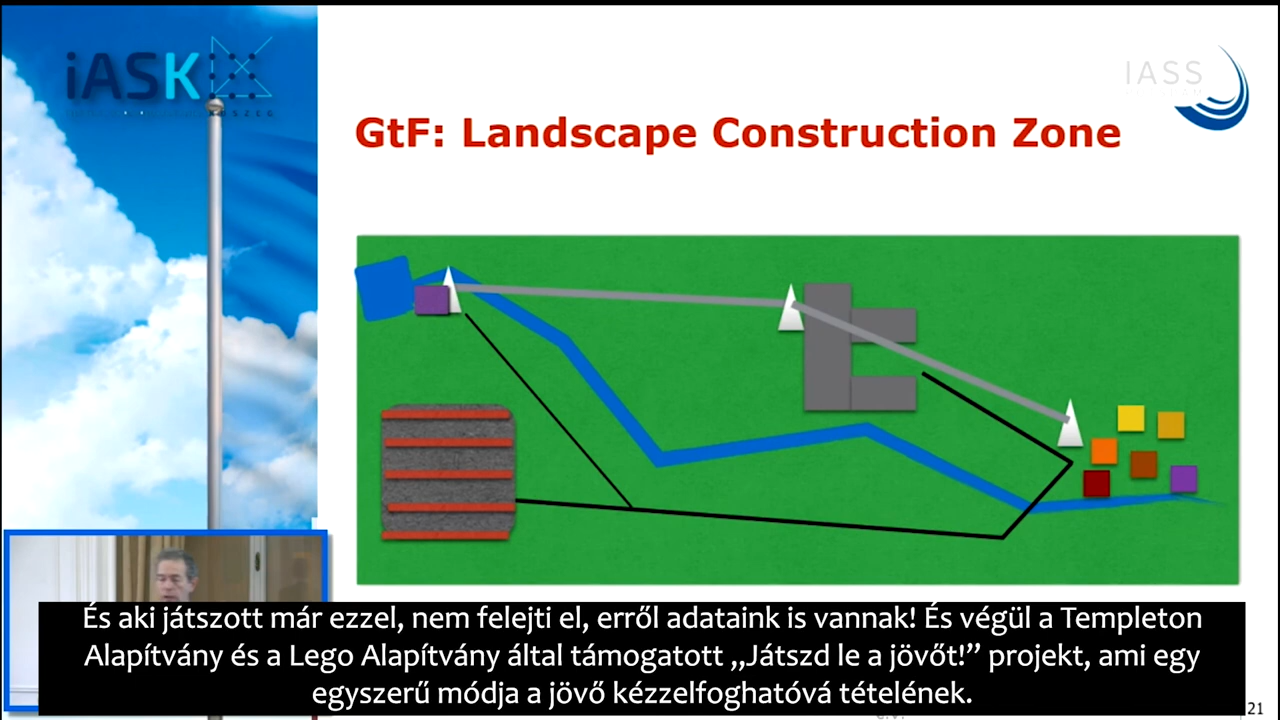 iASK
KŐSZEG
IASS
POTSDAM
GtF: Landscape Construction Zone
És aki játszott már ezzel, nem felejti el, erről adataink is vannak! És végül a Templeton
Alapítvány és a Lego Alapítvány által támogatott „Játszd le a jövőt!” projekt, ami egy
egyszerű módja a jövő kézzelfoghatóvá tételének.
e.V.
21